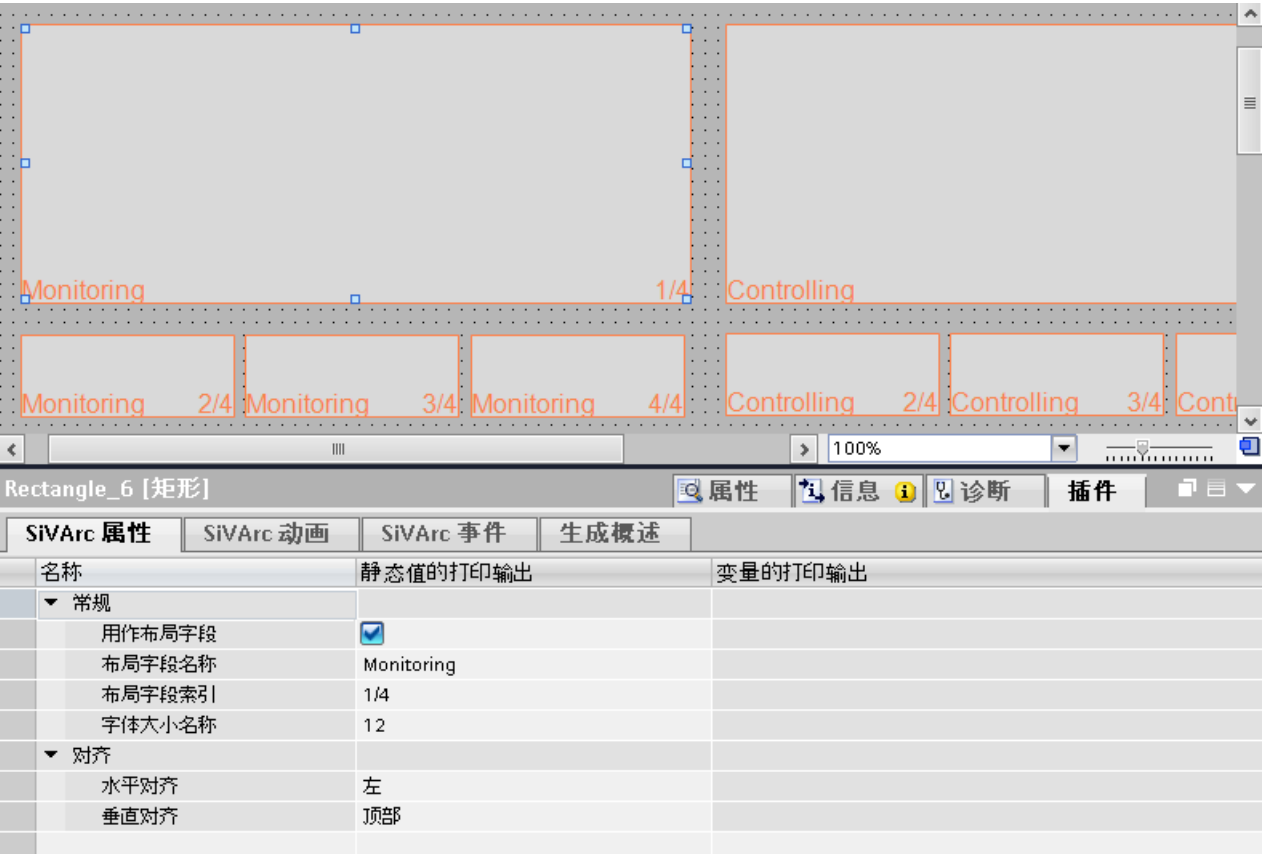 Monitoring 1/4 Controlling
Monitoring 2/4 Monitoring 3/4 Monitoring 4/4 Controlling 2/4 Controlling 3/4
100%
Rectangle_6 [矩形] 属性 信息 诊断 插件
SiVArc 属性 SiVArc 动画 SiVArc 事件 生成概述
名称 静态值的打印输出 变量的打印输出
常规
用作布局字段
布局字段名称 Monitoring
布局字段索引 1/4
字体大小名称 12
对齐
水平对齐 左
垂直对齐 顶部